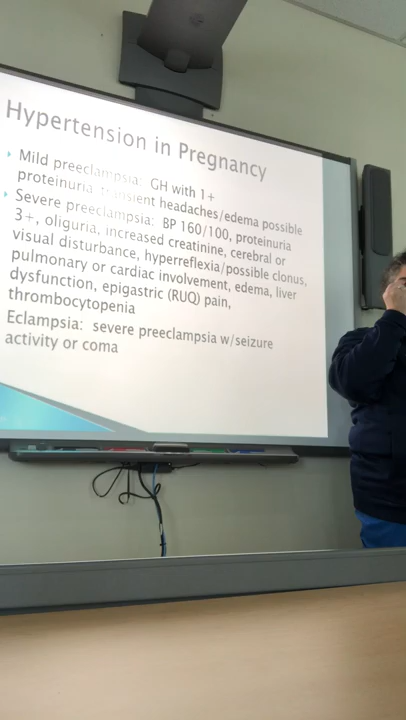 Hypertension in Pregnancy
Mild preeclampsia: GH with 1+
proteinuria transient headaches/edema possible
Severe preeclampsia: BP 160/100, proteinuria
3+, oliguria, increased creatinine, cerebral or
visual disturbance, hyperreflexia/possible clonus,
pulmonary or cardiac involvement, edema, liver
dysfunction, epigastric (RUQ) pain,
thrombocytopenia
Eclampsia: severe preeclampsia w/seizure
activity or coma